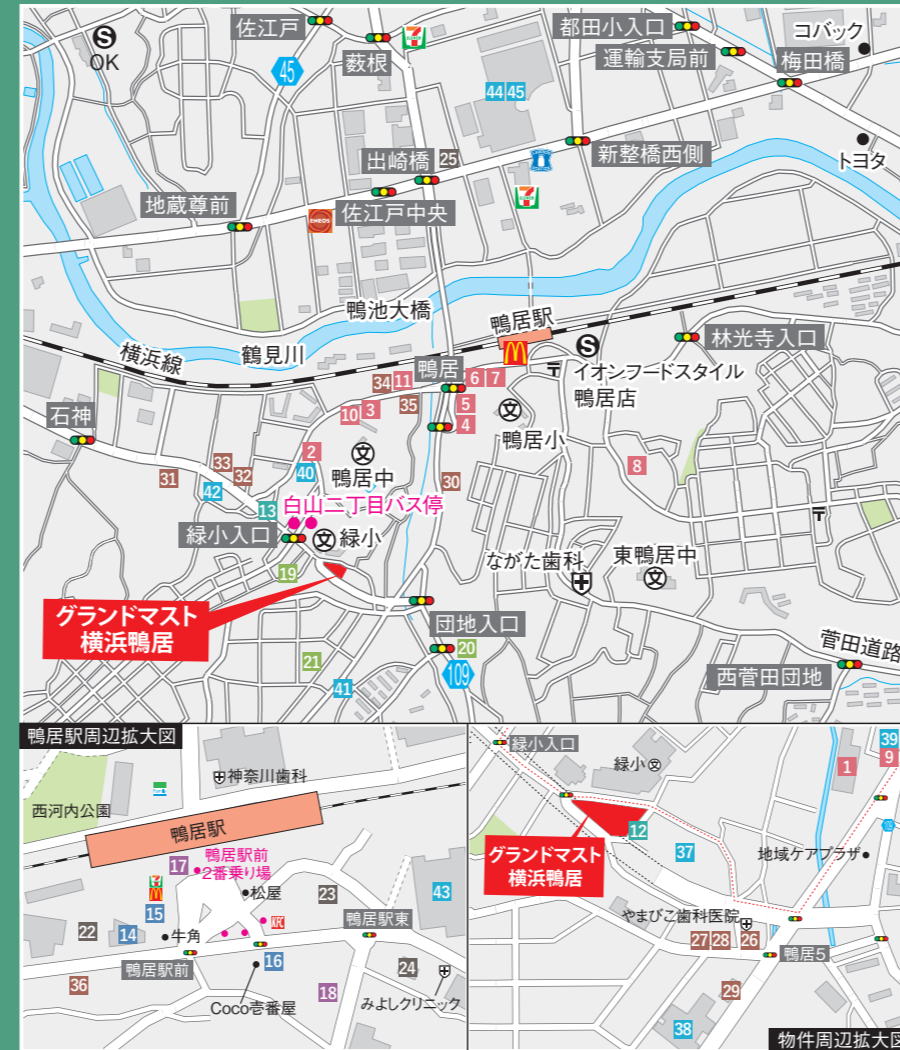 佐江戸
都田小入口
コバック
S
OK
薮根
運輸支局前
梅田橋
45
44 45
出崎橋
25
新整橋西側
トヨタ
地蔵尊前
ENEOS
佐江戸中央
鴨池大橋
鴨居駅
横浜線
鶴見川
林光寺入口
S
イオンフードスタイル
鴨居店
34
11
鴨居
6
7
石神
10
3
35
5
4
文
鴨居小
2
文
鴨居中
8
31
33
32
40
30
42
13
白山二丁目バス停
緑小入口
文
緑小
ながた歯科
東鴨居中
文
19
グランドマスト
横浜鴨居
団地入口
菅田道路
21
20
西菅田団地
41
109
鴨居駅周辺拡大図
神奈川歯科
西河内公園
鴨居駅
17
鴨居駅前
2番乗り場
松屋
23
43
15
KFC
22
14
牛角
鴨居駅東
鴨居駅前
16
24
36
Coco壱番屋
18
みよしクリニック
緑小入口
緑小
文
39
1
9
12
グランドマスト
横浜鴨居
37
地域ケアプラザ
やまびこ歯科医院
27
28
26
鴨居5
29
38
物件周辺拡大図